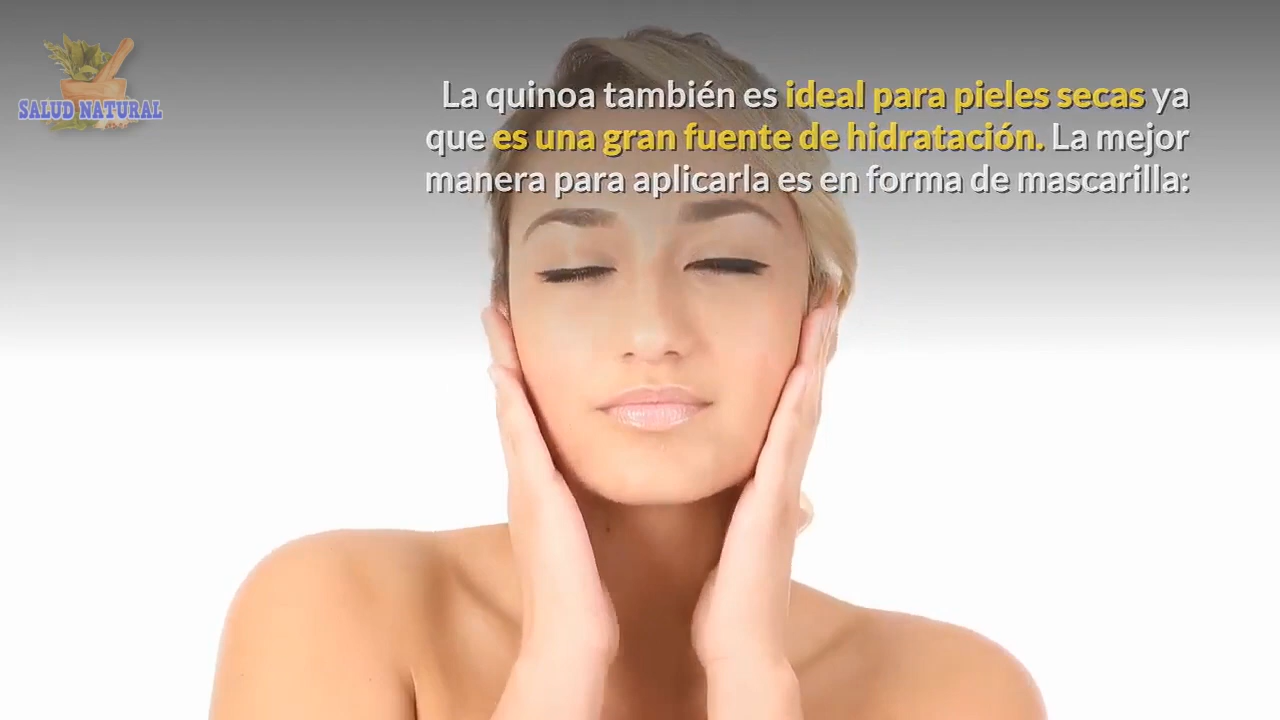 SALUD NATURAL
La quinoa también es ideal para pieles secas ya
que es una gran fuente de hidratación. La mejor
manera para aplicarla es en forma de mascarilla: